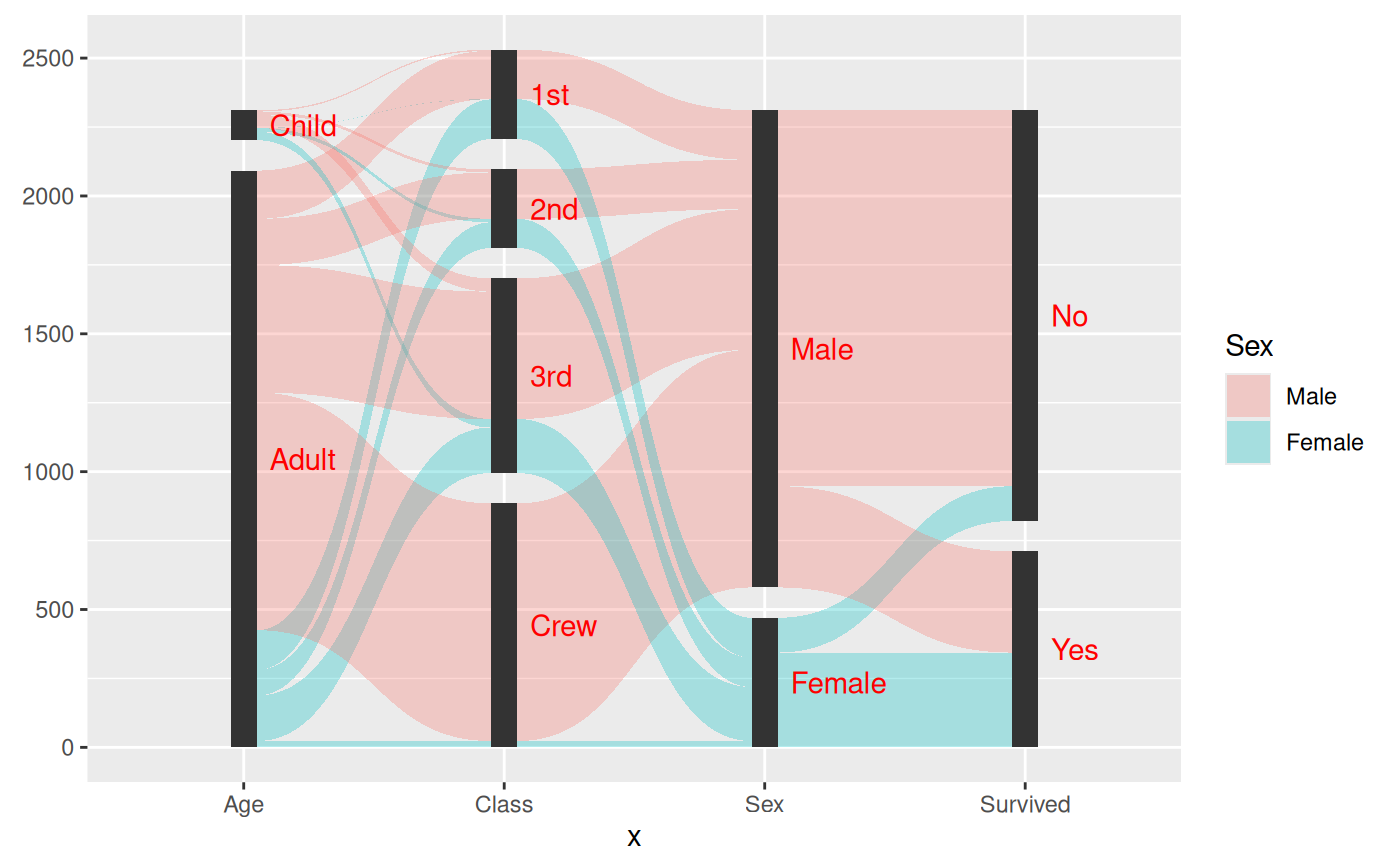 2500
2000
1500
1000
500
0
Child
Adult
1st
2nd
3rd
Crew
Male
Female
No
Yes
Age
Class
Sex
Survived
x
Sex
Male
Female